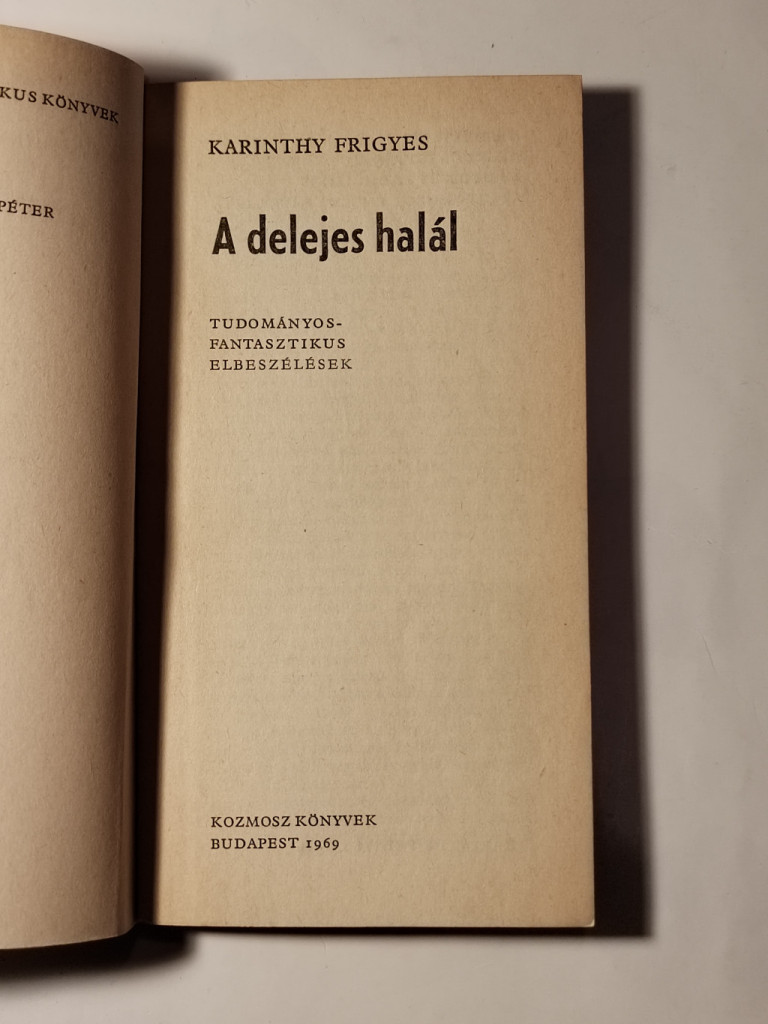 KUS KÖNYVEK
PÉTER
KARINTHY FRIGYES
A delejes halál
TUDOMÁNYOS-
FANTASZTIKUS
ELBESZÉLÉSEK
KOZMOSZ KÖNYVEK
BUDAPEST 1969